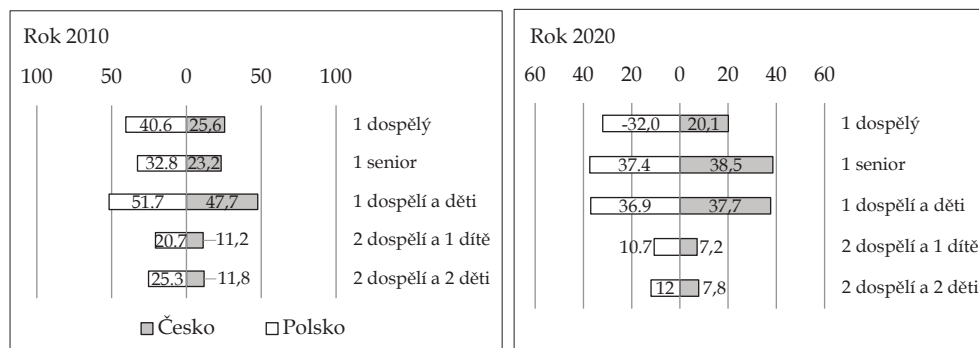 Rok 2010
100 50 0 50 100
40.6 25,6 1 dospělý
32.8 23,2 1 senior
51.7 47,7 1 dospělí a děti
20.7 11,2 2 dospělí a 1 dítě
25.3 11,8 2 dospělí a 2 děti
Česko Polsko
Rok 2020
60 40 20 0 20 40 60
-32,0 20,1 1 dospělý
37.4 38,5 1 senior
36.9 37,7 1 dospělí a děti
10.7 7,2 2 dospělí a 1 dítě
12 7,8 2 dospělí a 2 děti